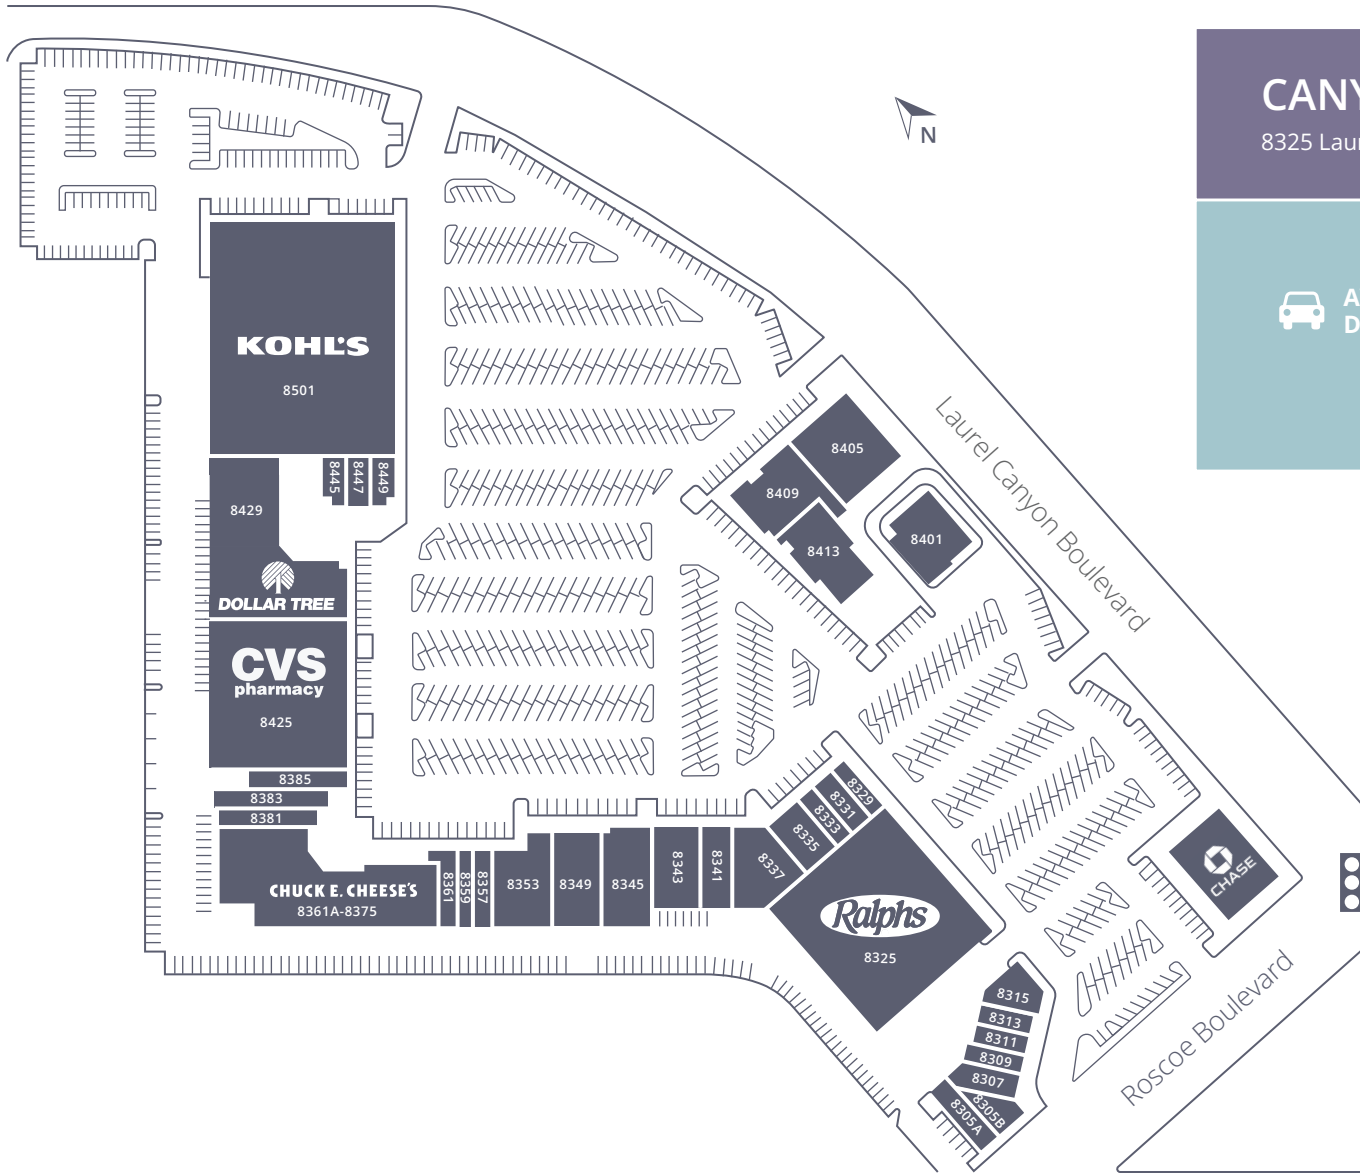 CANY
8325 Laur
N
A
D
KOHL'S
8501
8445
8447
8449
8429
DOLLAR TREE
CVS
pharmacy
8425
8385
8383
8381
CHUCK E. CHEESE'S
8361A-8375
8361
8359
8357
8353
8349
8345
8343
8341
8337
8335
8333
8331
8329
Ralphs
8325
8405
8409
8413
8401
Laurel Canyon Boulevard
CHASE
8315
8313
8311
8309
8307
8305B
8305A
Roscoe Boulevard